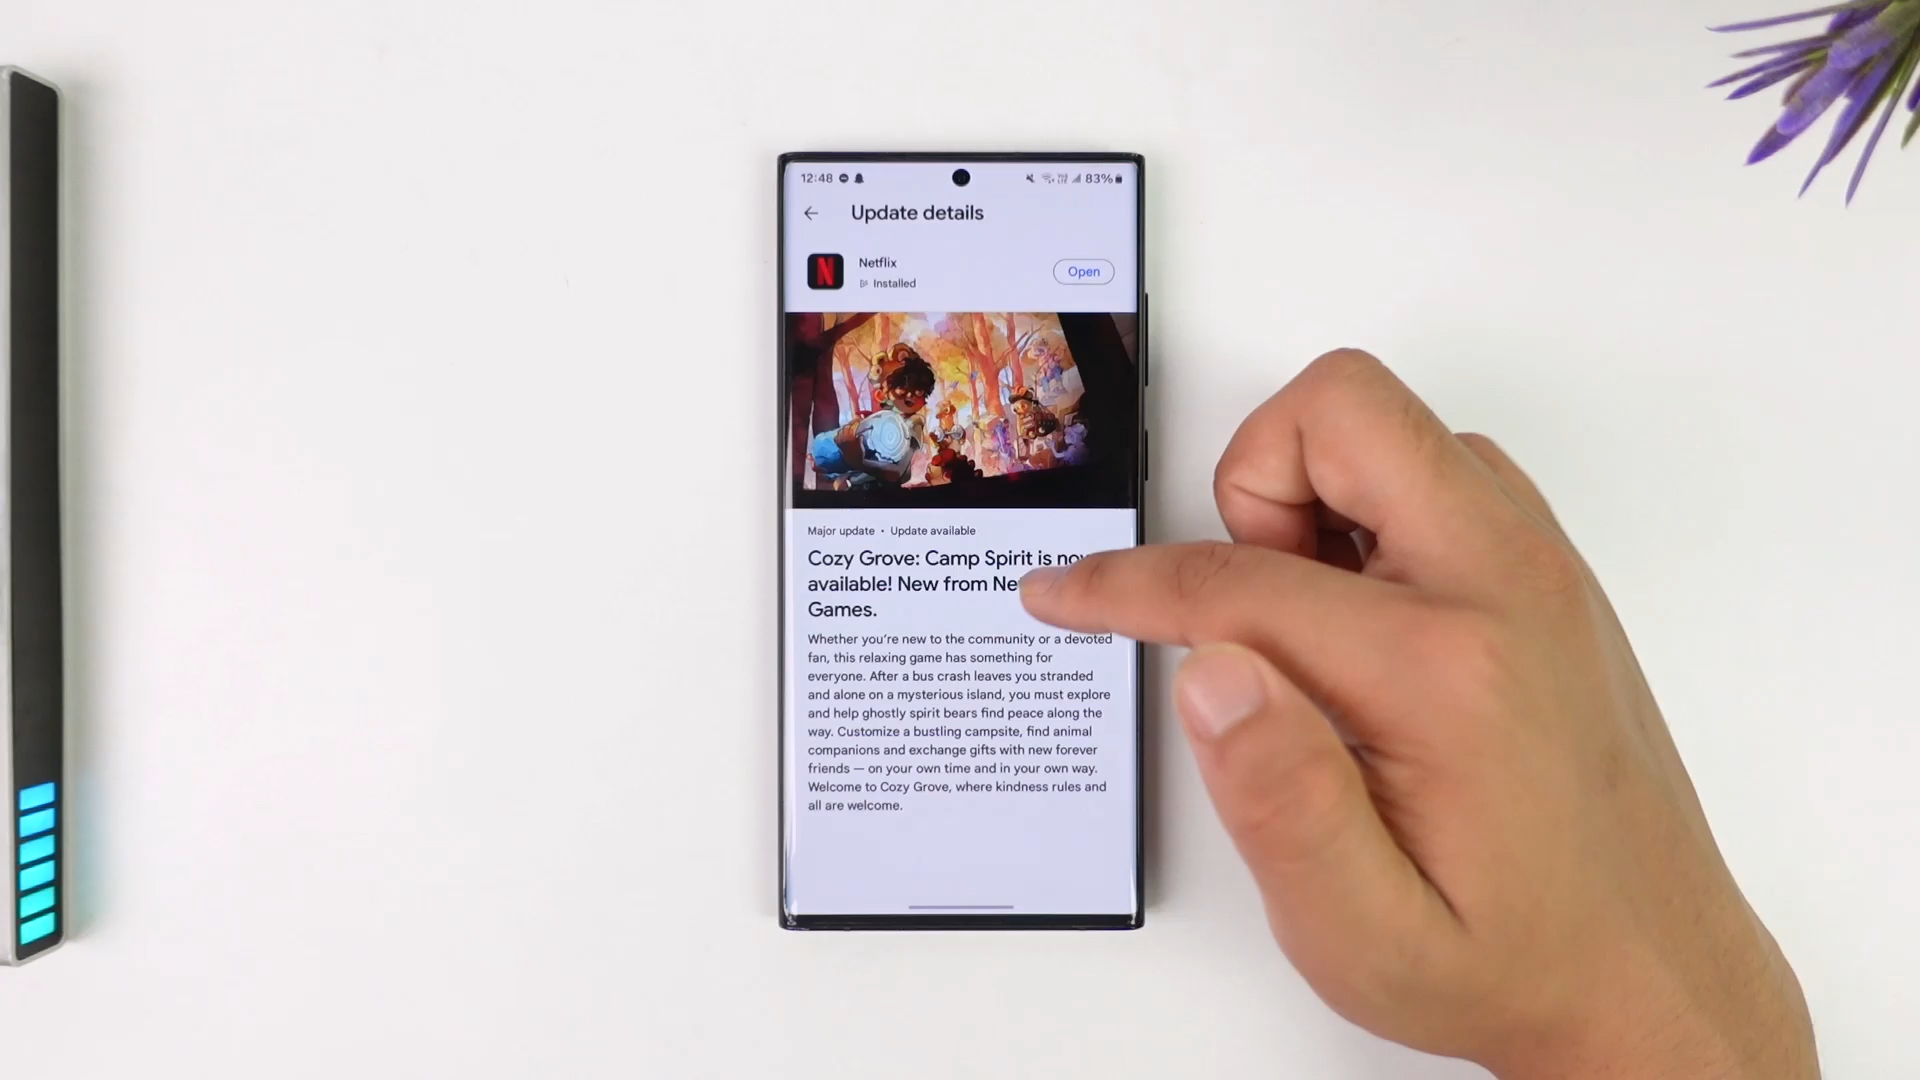 12:48 83%
Update details
Netflix
Installed
Open
Major update • Update available
Cozy Grove: Camp Spirit is
available! New from
Games.
Whether you're new to the community or a devoted
fan, this relaxing game has something for
everyone. After a bus crash leaves you stranded
and alone on a mysterious island, you must explore
and help ghostly spirit bears find peace along the
way. Customize a bustling campsite, find animal
companions and exchange gifts with new forever
friends — on your own time and in your own way.
Welcome to Cozy Grove, where kindness rules and
all are welcome.